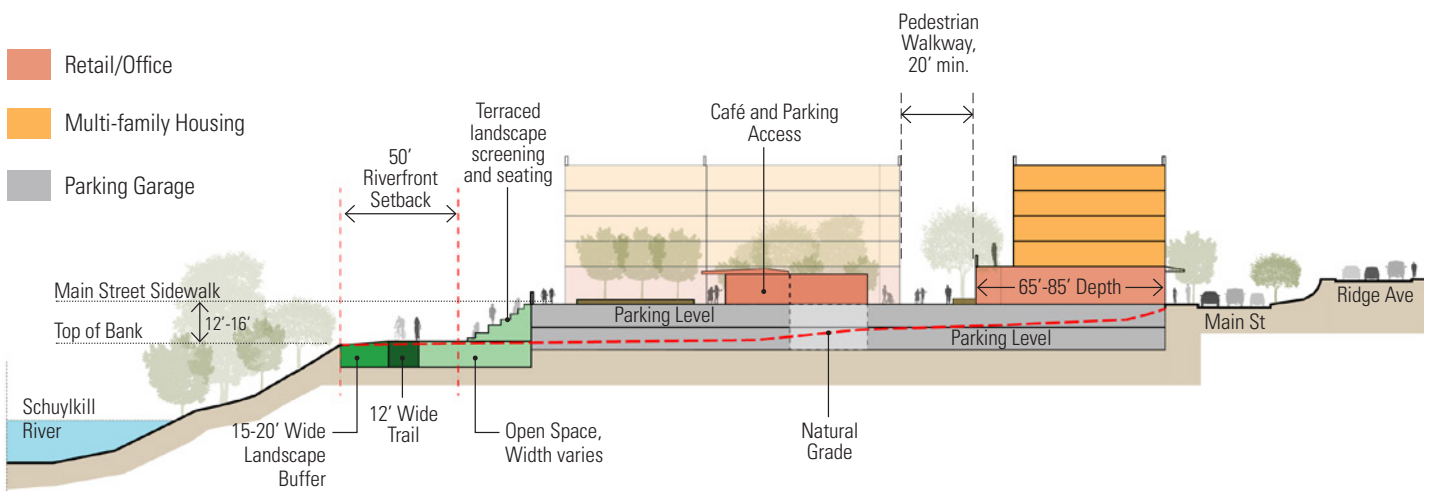 Retail/Office
Multi-family Housing
Parking Garage
50’
Riverfront
Setback
Terraced
landscape
screening
and seating
Café and Parking
Access
Pedestrian
Walkway,
20’ min.
Main Street Sidewalk
12’-16’
Top of Bank
Parking Level
Parking Level
65’-85’ Depth
Main St
Ridge Ave
Schuylkill
River
15-20’ Wide
Landscape
Buffer
12’ Wide
Trail
Open Space,
Width varies
Natural
Grade